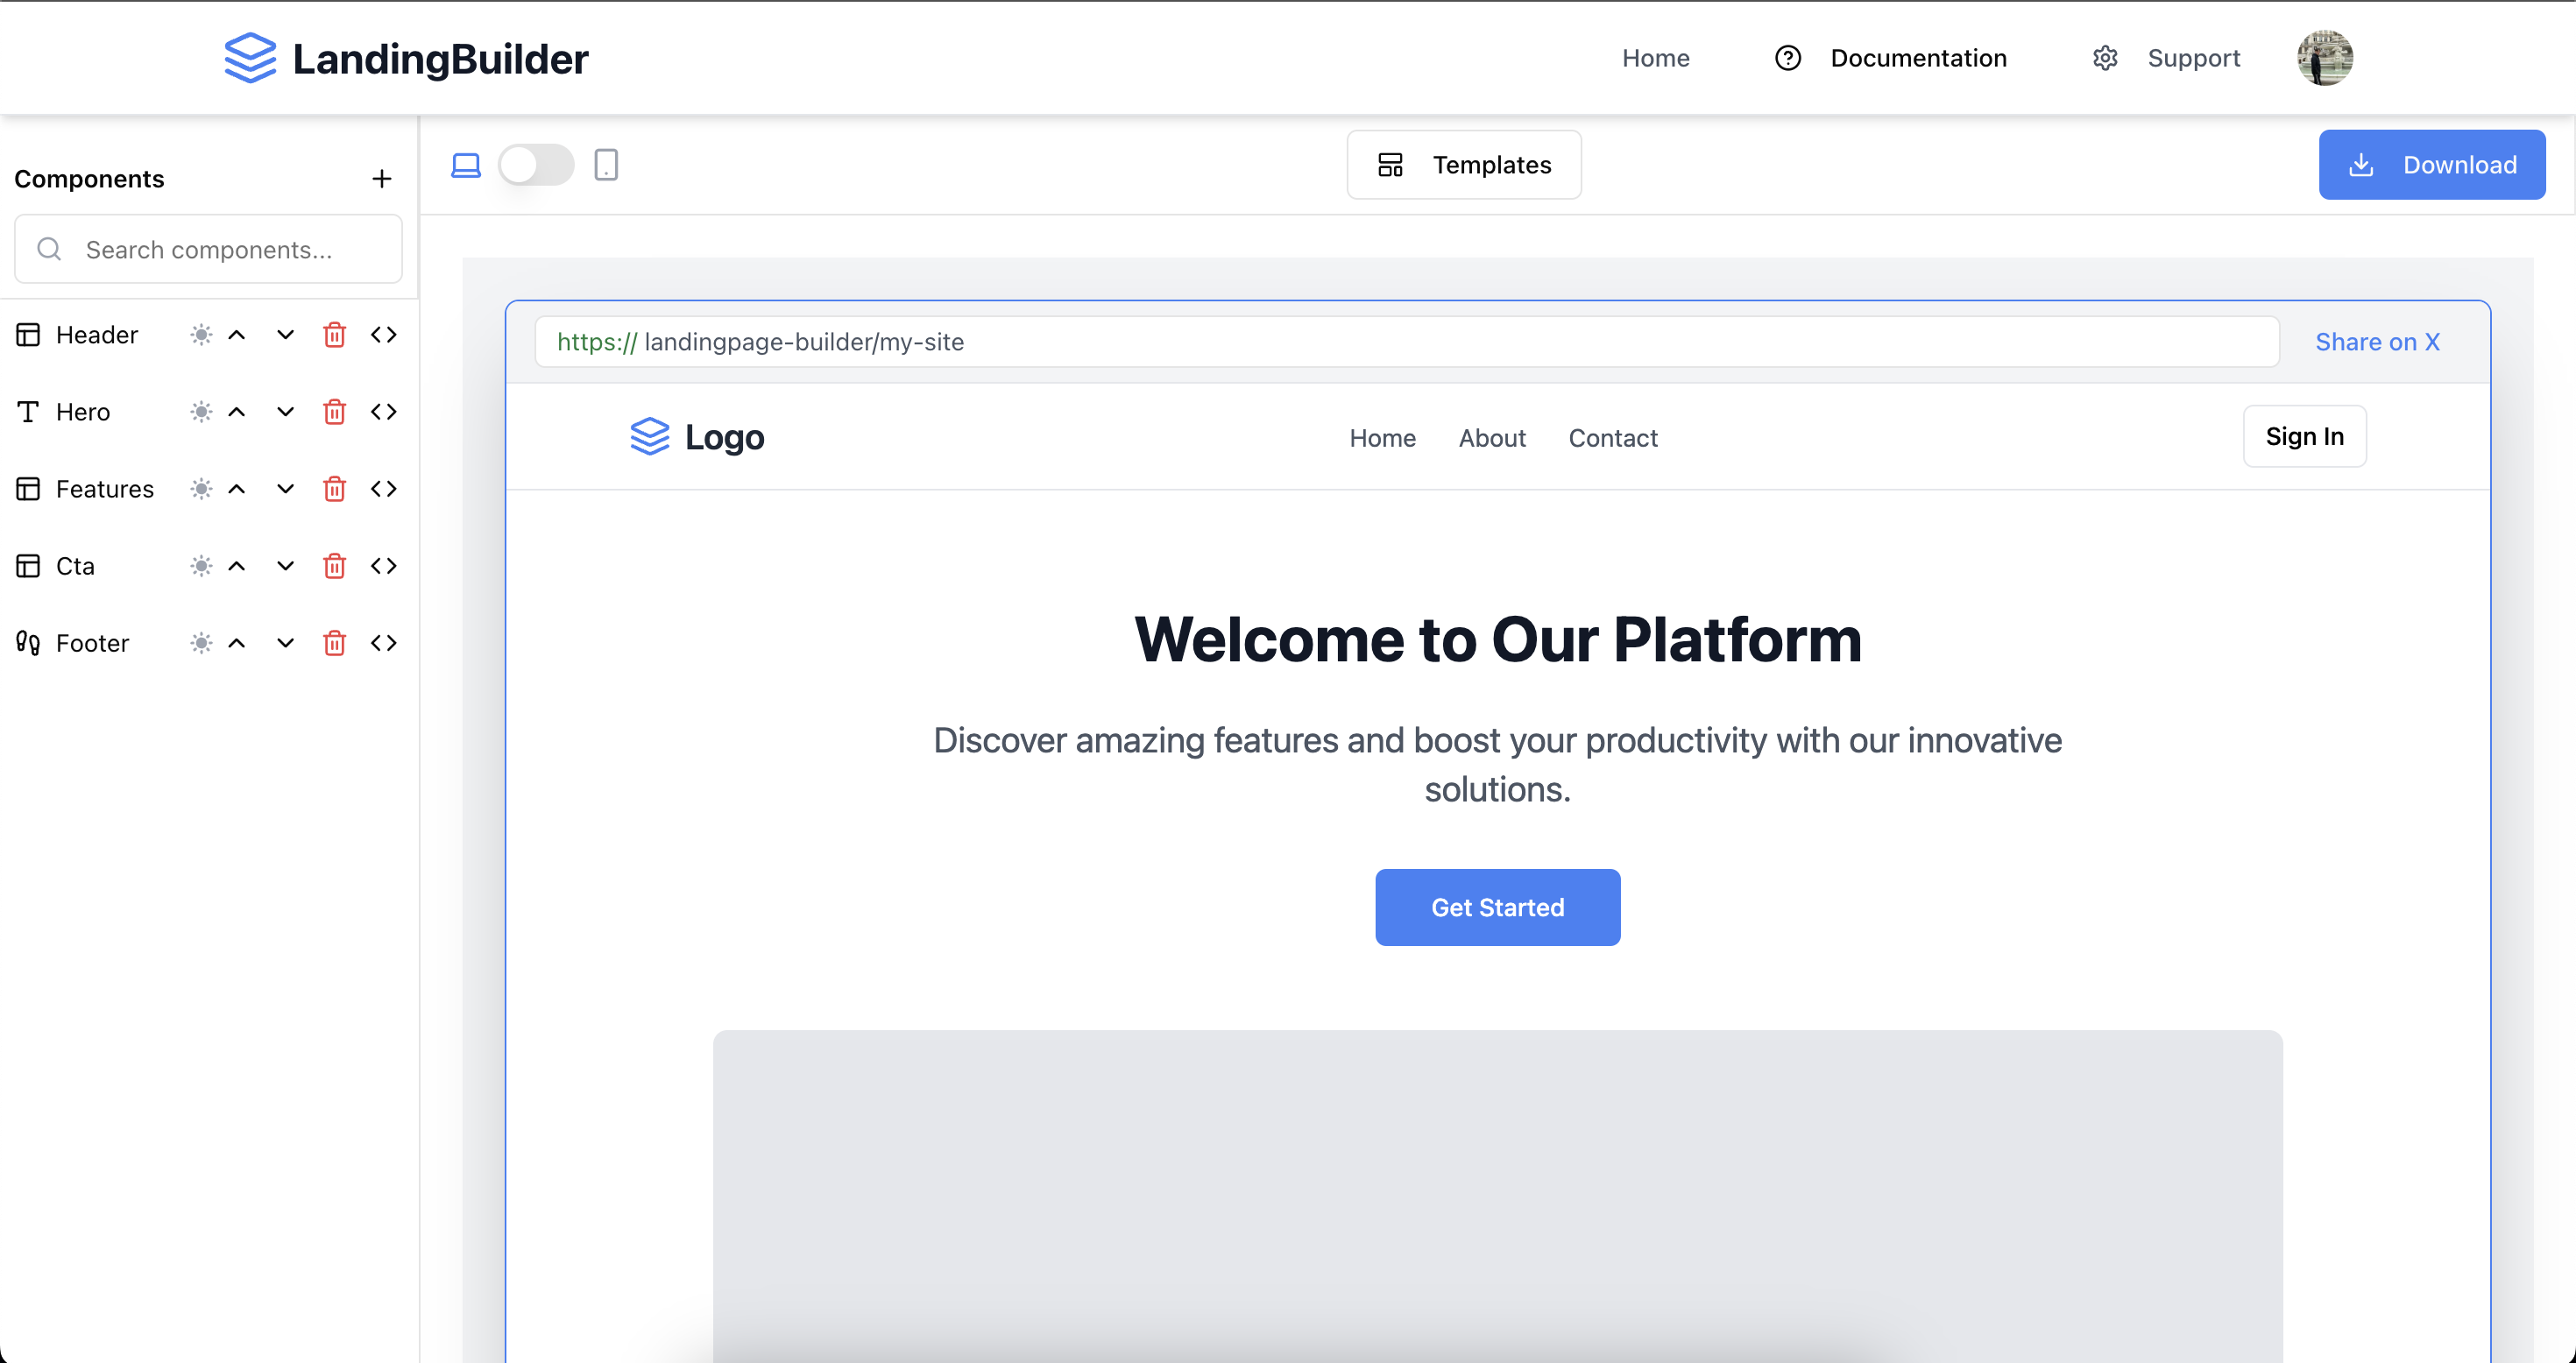 LandingBuilder
Home
Documentation
Support
Components
Search components...
Header
Hero
Features
Cta
Footer
Templates
Download
https:// landingpage-builder/my-site
Share on X
Logo
Home
About
Contact
Sign In
Welcome to Our Platform
Discover amazing features and boost your productivity with our innovative
solutions.
Get Started